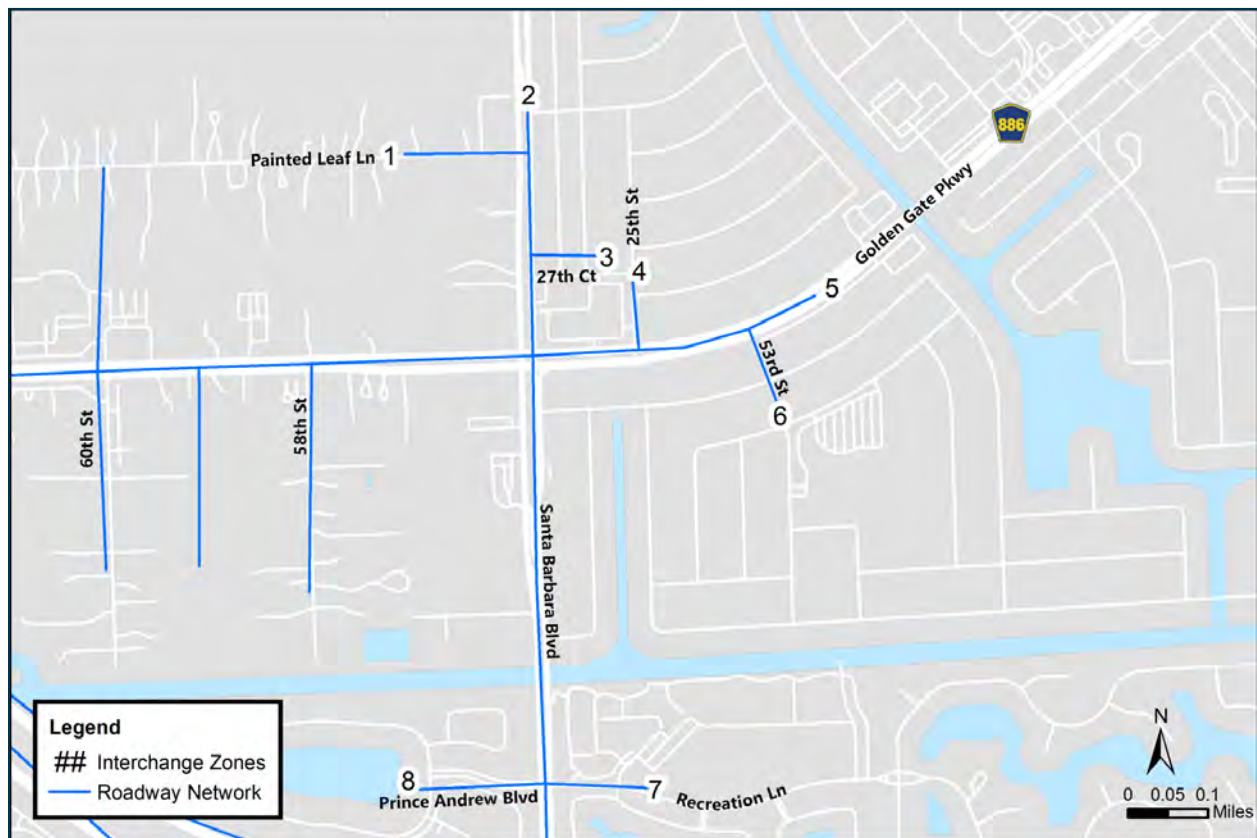 2
886
Painted Leaf Ln 1
25th St
Golden Gate Pkwy
3
27th Ct
4
5
53rd St
6
60th St
58th St
Santa Barbara Blvd
Legend
## Interchange Zones
Roadway Network
8
Prince Andrew Blvd
7
Recreation Ln
N
0 0.05 0.1
Miles